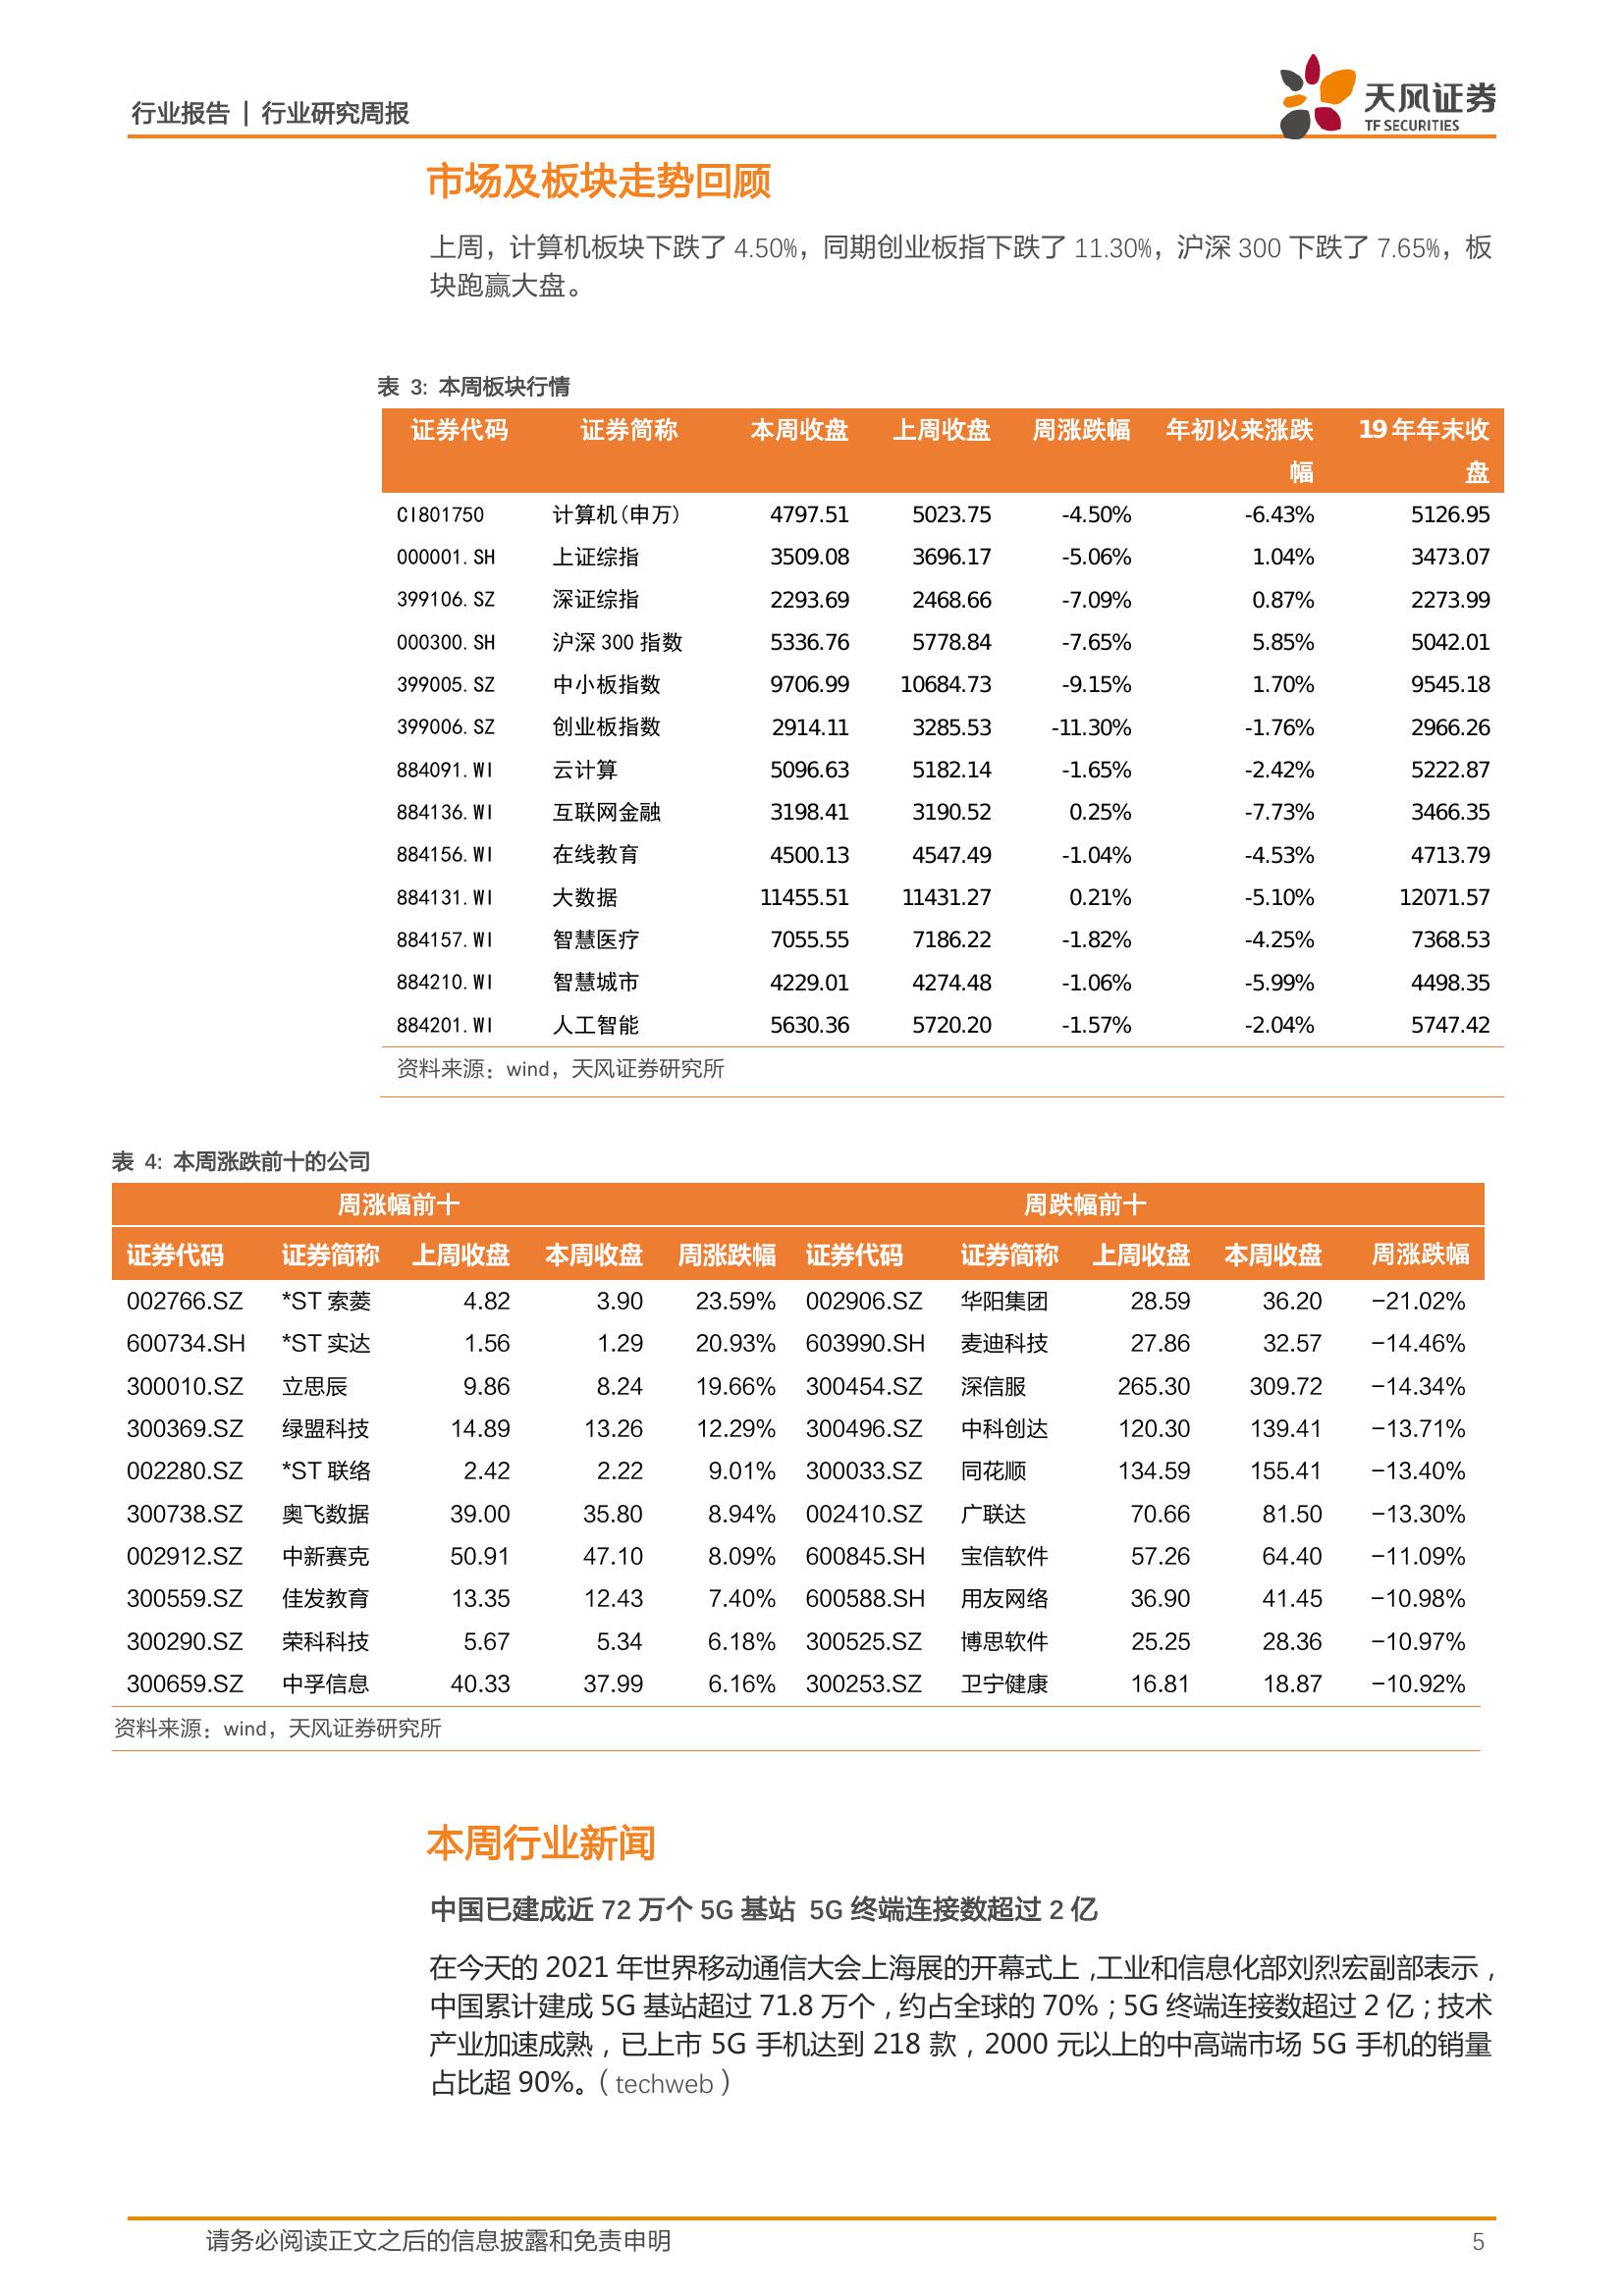 行业报告 | 行业研究周报
天风证券
TF SECURITIES
市场及板块走势回顾
上周，计算机板块下跌了 4.50%，同期创业板指下跌了 11.30%，沪深 300 下跌了 7.65%，板
块跑赢大盘。
表 3：本周板块行情
证券代码 证券简称 本周收盘 上周收盘 周涨跌幅 年初以来涨跌 19 年年末收
幅 盘
CI801750 计算机(申万) 4797.51 5023.75 -4.50% -6.43% 5126.95
000001.SH 上证综指 3509.08 3696.17 -5.06% 1.04% 3473.07
399106.SZ 深证综指 2293.69 2468.66 -7.09% 0.87% 2273.99
000300.SH 沪深 300 指数 5336.76 5778.84 -7.65% 5.85% 5042.01
399005.SZ 中小板指数 9706.99 10684.73 -9.15% 1.70% 9545.18
399006.SZ 创业板指数 2914.11 3285.53 -11.30% -1.76% 2966.26
884091.WI 云计算 5096.63 5182.14 -1.65% -2.42% 5222.87
884136.WI 互联网金融 3198.41 3190.52 0.25% -7.73% 3466.35
884156.WI 在线教育 4500.13 4547.49 -1.04% -4.53% 4713.79
884131.WI 大数据 11455.51 11431.27 0.21% -5.10% 12071.57
884157.WI 智慧医疗 7055.55 7186.22 -1.82% -4.25% 7368.53
884210.WI 智慧城市 4229.01 4274.48 -1.06% -5.99% 4498.35
884201.WI 人工智能 5630.36 5720.20 -1.57% -2.04% 5747.42
资料来源：wind，天风证券研究所
表 4：本周涨跌前十的公司
周涨幅前十 周跌幅前十
证券代码 证券简称 上周收盘 本周收盘 周涨跌幅 证券代码 证券简称 上周收盘 本周收盘 周涨跌幅
002766.SZ *ST 索菱 4.82 3.90 23.59% 002906.SZ 华阳集团 28.59 36.20 −21.02%
600734.SH *ST 实达 1.56 1.29 20.93% 603990.SH 麦迪科技 27.86 32.57 −14.46%
300010.SZ 立思辰 9.86 8.24 19.66% 300454.SZ 深信服 265.30 309.72 −14.34%
300369.SZ 绿盟科技 14.89 13.26 12.29% 300496.SZ 中科创达 120.30 139.41 −13.71%
002280.SZ *ST 联络 2.42 2.22 9.01% 300033.SZ 同花顺 134.59 155.41 −13.40%
300738.SZ 奥飞数据 39.00 35.80 8.94% 002410.SZ 广联达 70.66 81.50 −13.30%
002912.SZ 中新赛克 50.91 47.10 8.09% 600845.SH 宝信软件 57.26 64.40 −11.09%
300559.SZ 佳发教育 13.35 12.43 7.40% 600588.SH 用友网络 36.90 41.45 −10.98%
300290.SZ 荣科科技 5.67 5.34 6.18% 300525.SZ 博思软件 25.25 28.36 −10.97%
300659.SZ 中孚信息 40.33 37.99 6.16% 300253.SZ 卫宁健康 16.81 18.87 −10.92%
资料来源：wind，天风证券研究所
本周行业新闻
中国已建成近 72 万个 5G 基站 5G 终端连接数超过 2 亿
在今天的 2021 年世界移动通信大会上海展的开幕式上，工业和信息化部刘烈宏副部表示，
中国累计建成 5G 基站超过 71.8 万个，约占全球的 70%；5G 终端连接数超过 2 亿；技术
产业加速成熟，已上市 5G 手机达到 218 款，2000 元以上的中高端市场 5G 手机的销量
占比超 90%。（techweb）
请务必阅读正文之后的信息披露和免责申明 5